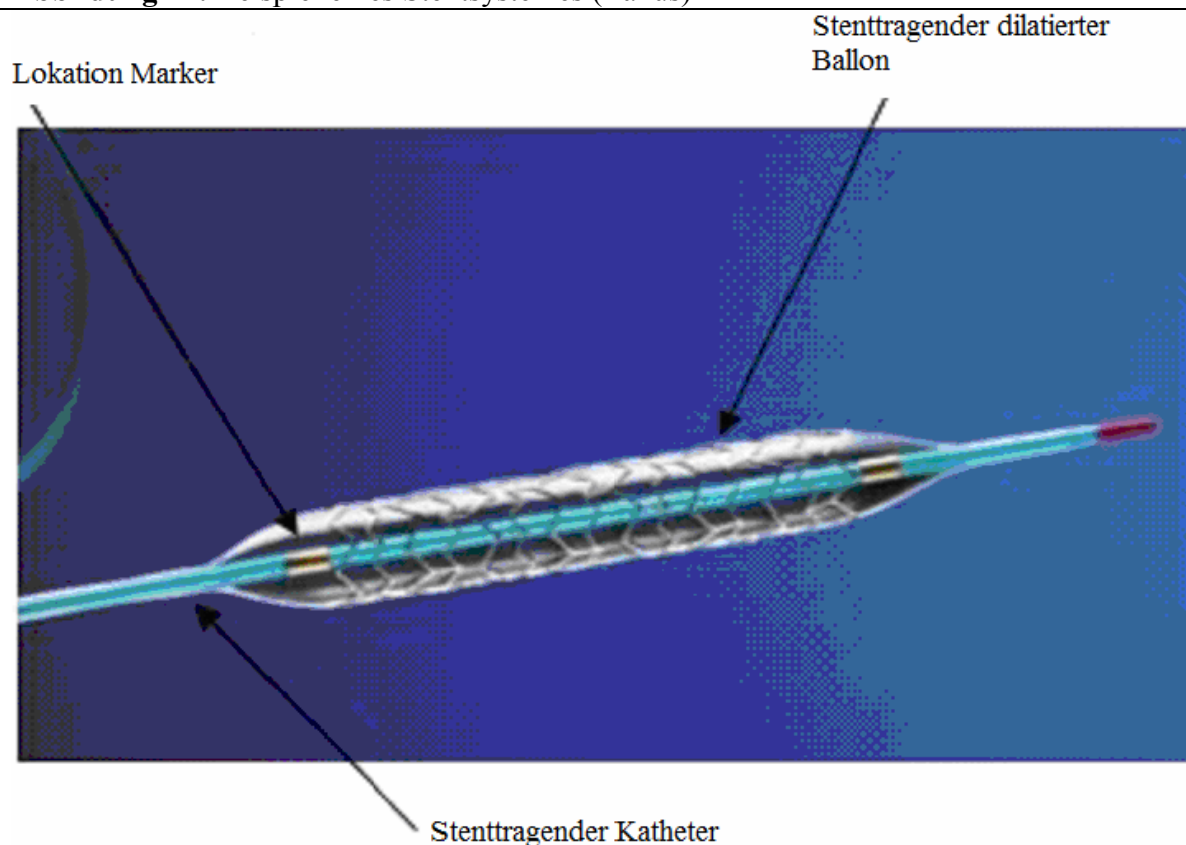 Stenttragender dilatierter
Ballon
Lokation Marker
Stenttragender Katheter